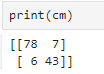 print(cm)
[[78  7]
 [ 6 43]]